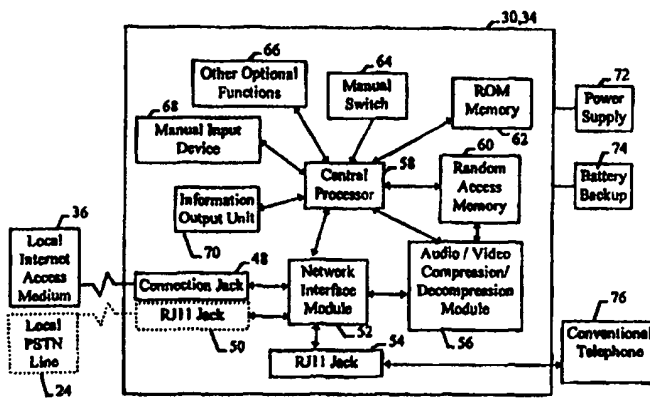 30,34
66
64
Other Optional
Functions
Manual
Switch
ROM
Memory
62
72
Power
Supply
68
Manual Input
Device
58
Central
Processor
60
Random
Access
Memory
74
Battery
Backup
36
Local
Internet
Access
Medium
Information
Output Unit
70
48
Connection Jack
RJ11 Jack
50
Network
Interface
Module
52
Audio / Video
Compression/
Decompression
Module
56
Local
PSTN
Line
24
54
RJ11 Jack
76
Conventional
Telephone